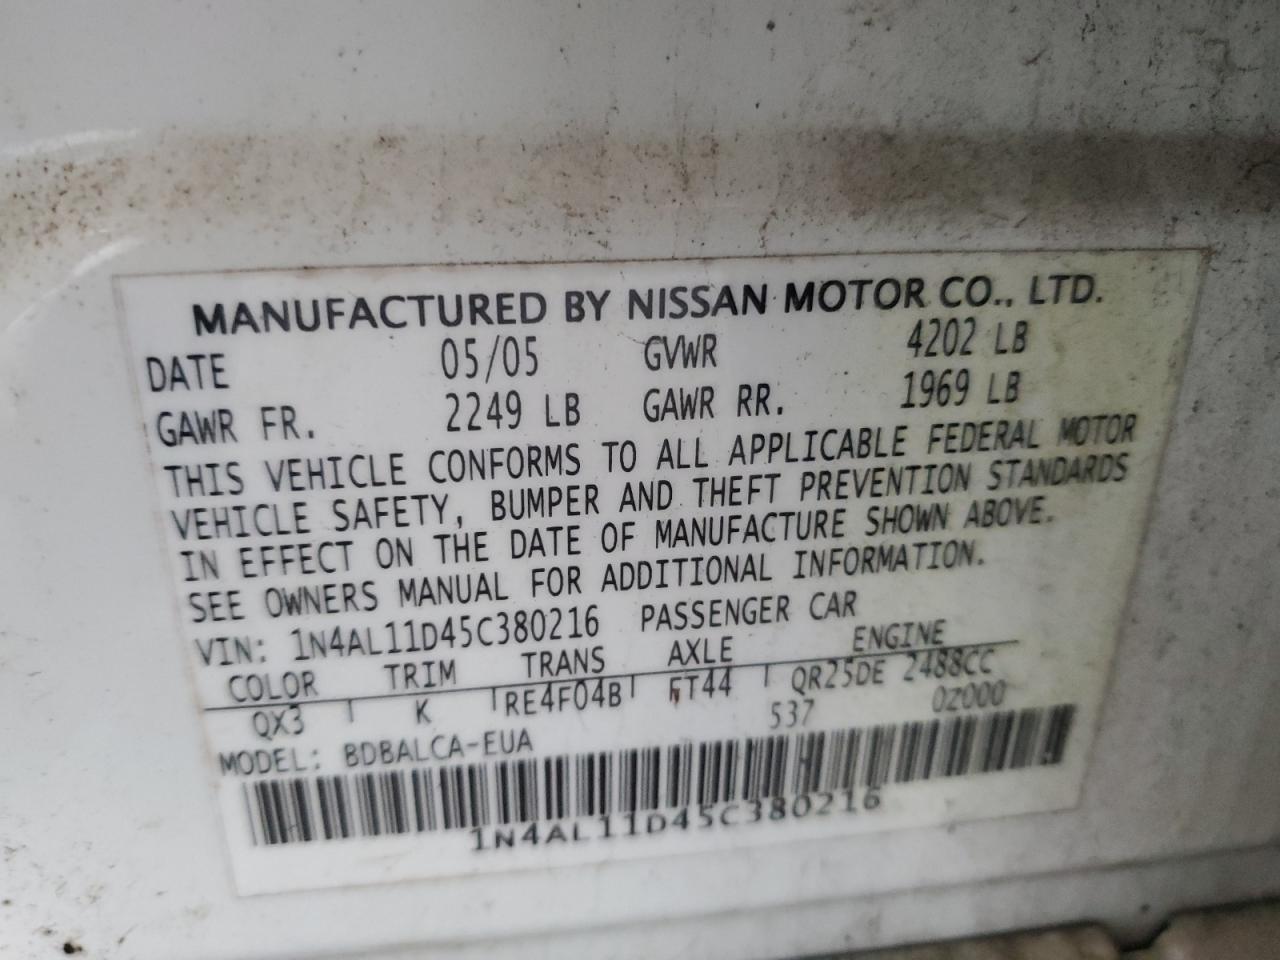 MANUFACTURED BY NISSAN MOTOR CO., LTD.
DATE 05/05 GVWR 4202 LB
GAWR FR. 2249 LB GAWR RR. 1969 LB
THIS VEHICLE CONFORMS TO ALL APPLICABLE FEDERAL MOTOR
VEHICLE SAFETY, BUMPER AND THEFT PREVENTION STANDARDS
IN EFFECT ON THE DATE OF MANUFACTURE SHOWN ABOVE.
SEE OWNERS MANUAL FOR ADDITIONAL INFORMATION.
VIN: 1N4AL11D45C380216 PASSENGER CAR
COLOR TRIM TRANS AXLE ENGINE
QX3 K RE4F04B FT44 QR25DE 2488CC
MODEL: BDBALCA-EUA 537 0Z000
1N4AL11D45C380216